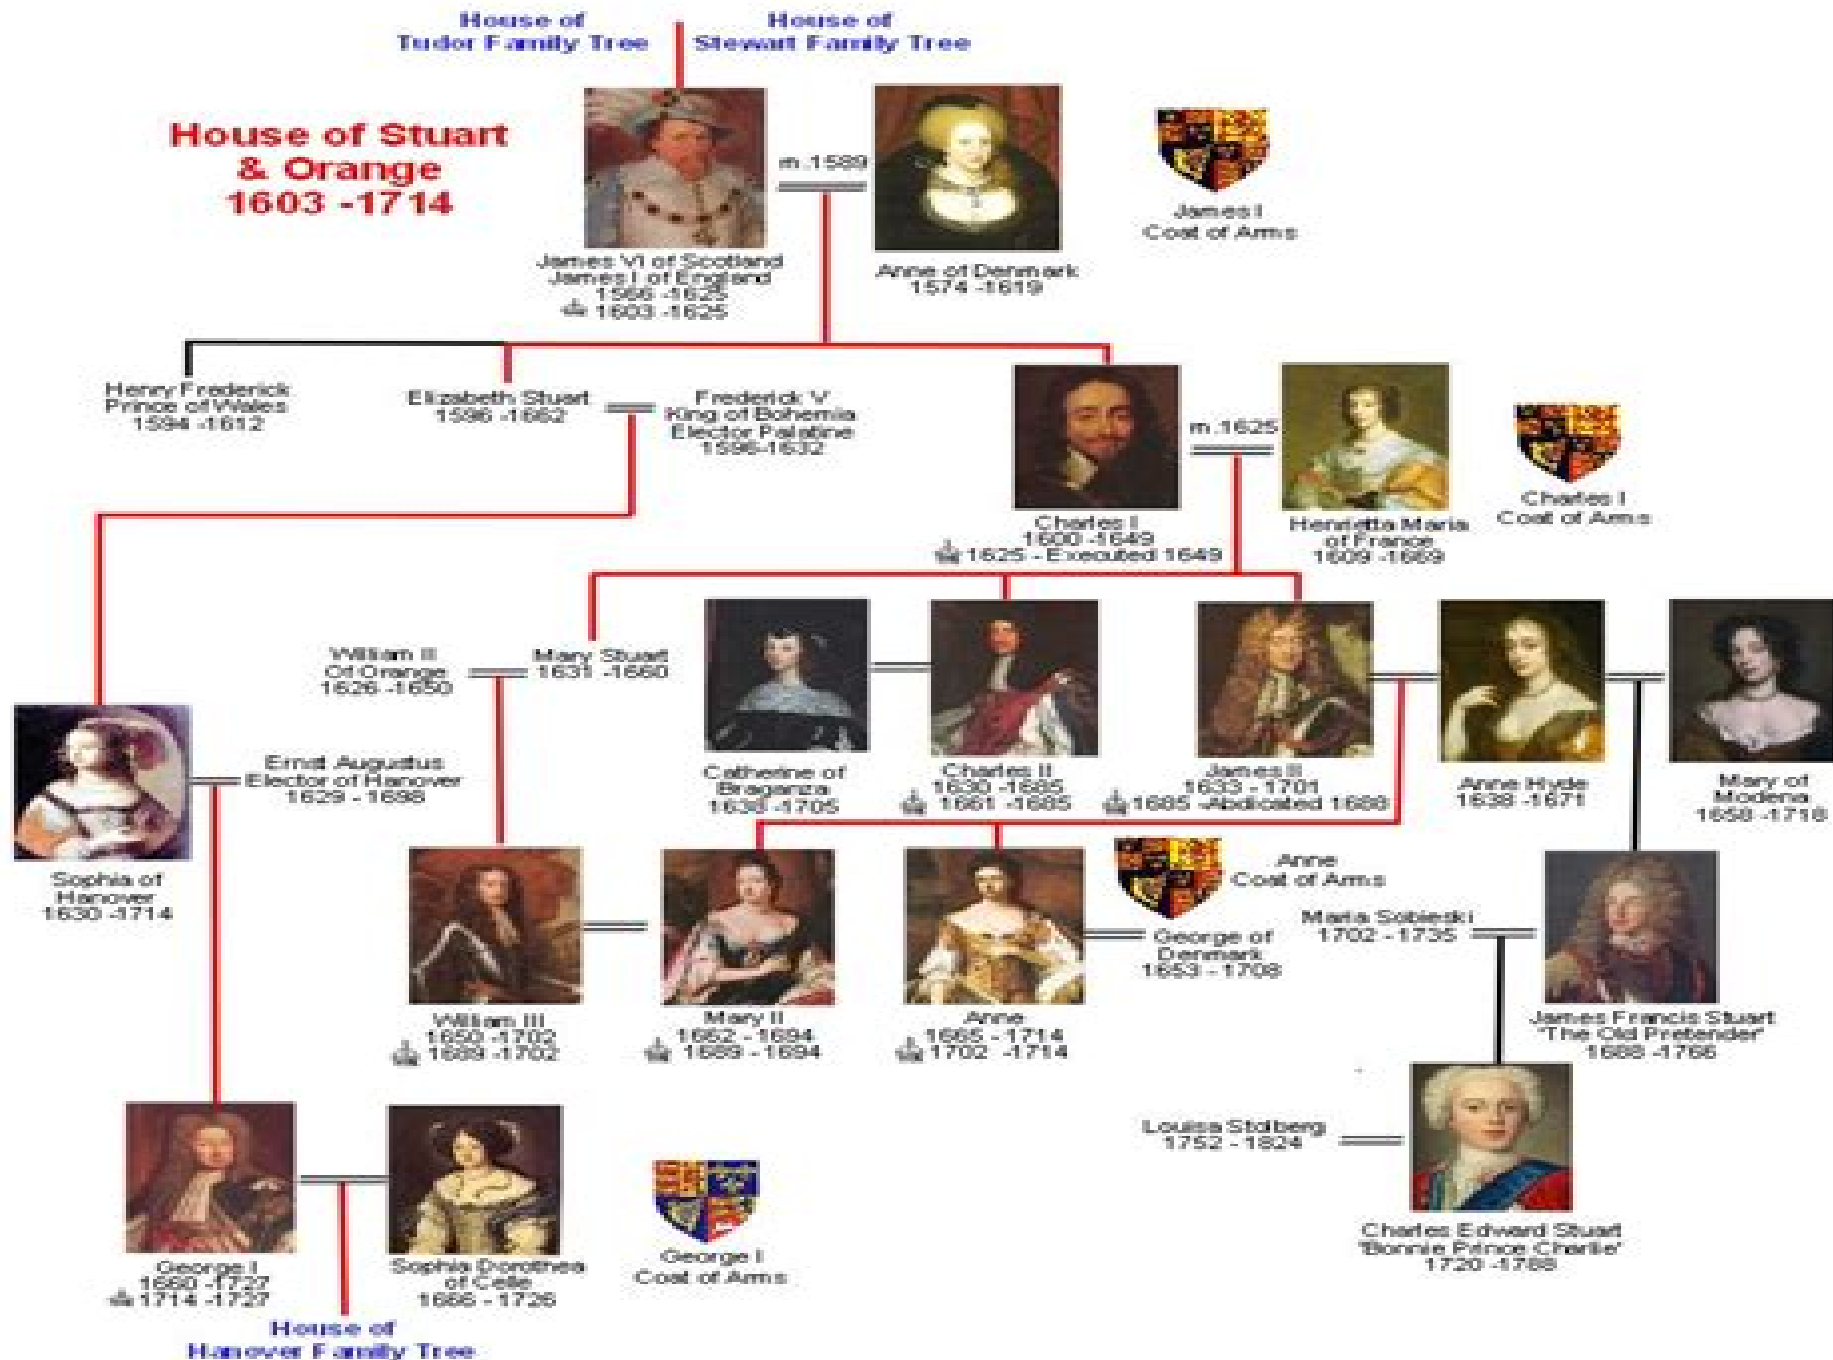 House of
Tudor Family Tree
House of
Stewart Family Tree
House of Stuart
& Orange
1603 -1714
m.1589
James I
Coat of Arms
James VI of Scotland
James I of England
1566 -1625
1603 -1625
Anne of Denmark
1574 -1619
Henry Frederick
Prince of Wales
1594 -1612
Elizabeth Stuart
1596 -1662
Frederick V
King of Bohemia
Elector Palatine
1596-1632
m.1625
Charles I
1600 -1649
1625 - Executed 1649
Henrietta Maria
of France
1609 -1669
Charles I
Coat of Arms
William II
Of Orange
1626 -1650
Mary Stuart
1631 -1660
Catherine of
Braganza
1638 -1705
Charles II
1630 -1685
1661 -1685
James II
1633 - 1701
1685 -Abdicated 1688
Anne Hyde
1638 -1671
Mary of
Modena
1658 -1718
Ernst Augustus
Elector of Hanover
1629 - 1698
Sophia of
Hanover
1630 -1714
Anne
Coat of Arms
William III
1650 -1702
1689 -1702
Mary II
1662 - 1694
1689 - 1694
Anne
1665 - 1714
1702 -1714
George of
Denmark
1653 - 1708
Maria Sobieski
1702 - 1735
James Francis Stuart
'The Old Pretender'
1688 -1766
Louisa Stolberg
1752 - 1824
Charles Edward Stuart
'Bonnie Prince Charlie'
1720 -1788
George I
1660 -1727
1714 -1727
Sophia Dorothea
of Celle
1666 - 1726
George I
Coat of Arms
House of
Hanover Family Tree